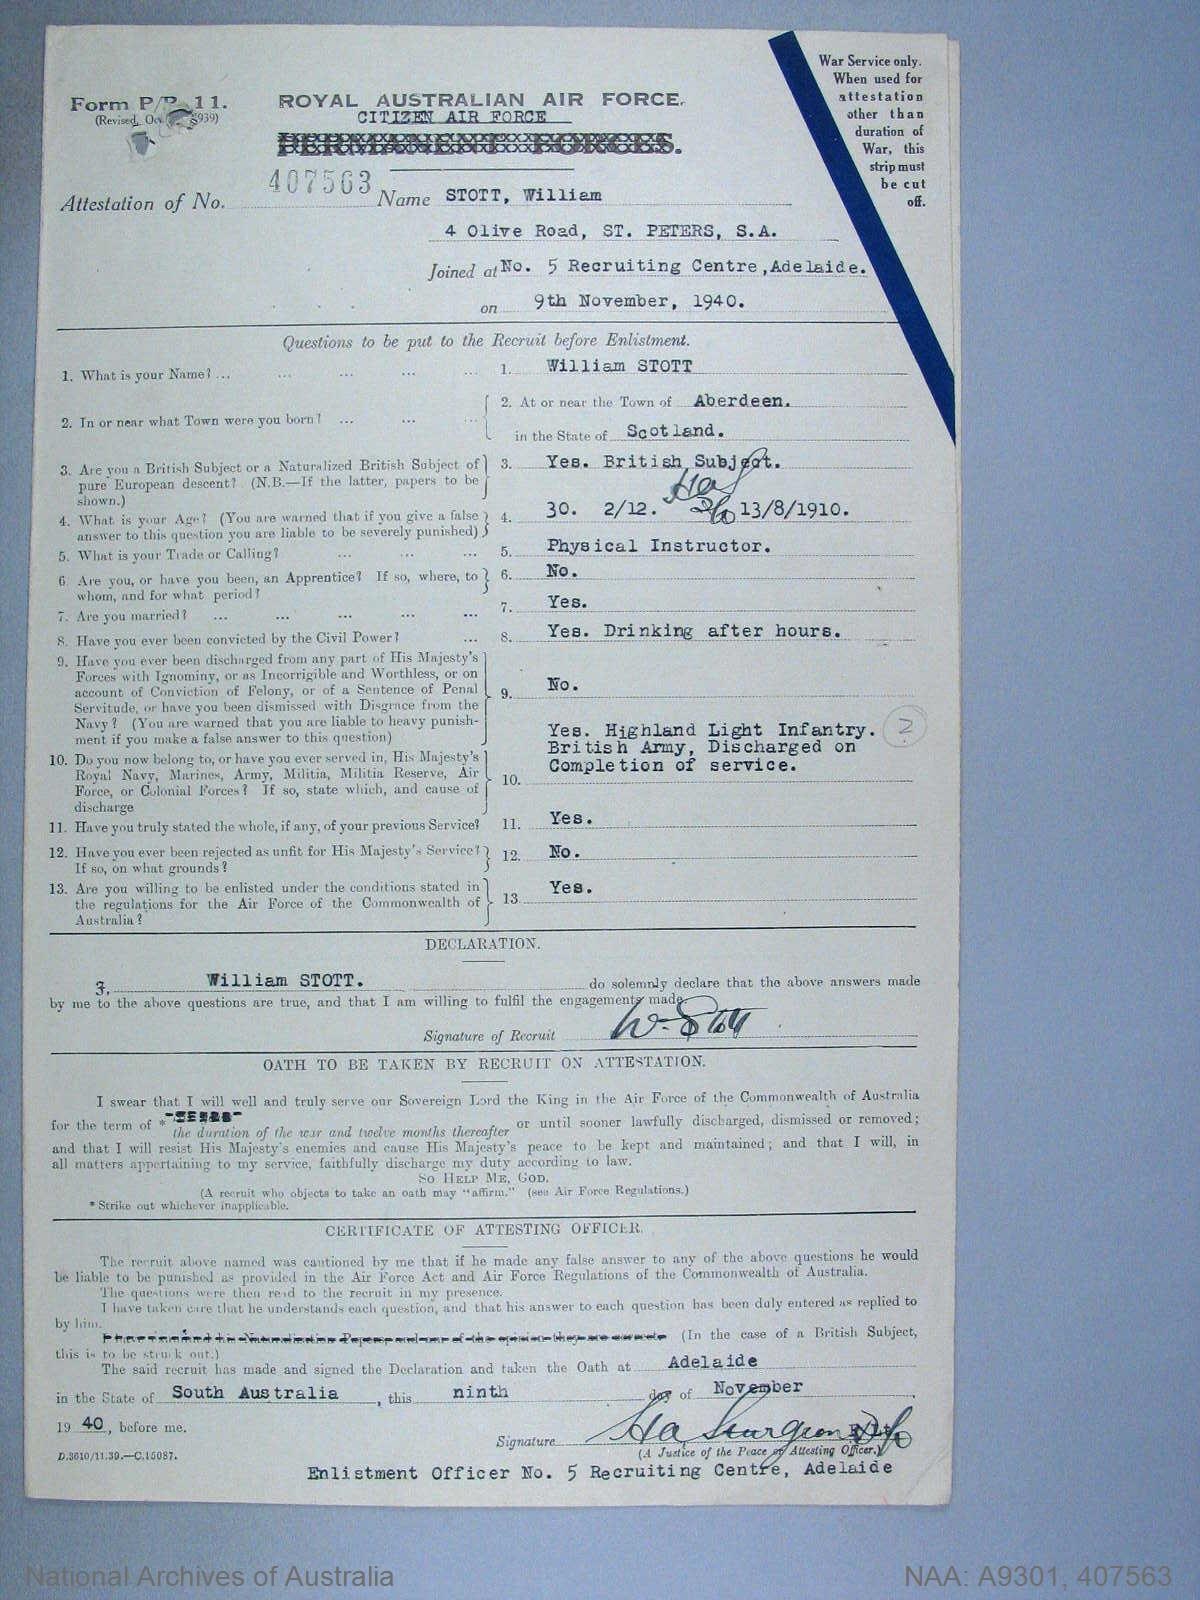 War Service only.
When used for
attestation
other than
duration of
War, this
strip must
be cut
off.
Form P/P. 11.
(Revised, Oct 1939)
ROYAL AUSTRALIAN AIR FORCE.
CITIZEN AIR FORCE
PERMANENT FORCES.
Attestation of No. 407563 Name STOTT, William
4 Olive Road, ST. PETERS, S.A.
Joined at No. 5 Recruiting Centre, Adelaide.
on 9th November, 1940.
Questions to be put to the Recruit before Enlistment.
1. What is your Name? ... ... ... ... ... 1. William STOTT
2. In or near what Town were you born? ... ... ... 2. At or near the Town of Aberdeen.
in the State of Scotland.
3. Are you a British Subject or a Naturalized British Subject of 3. Yes. British Subject.
pure European descent? (N.B.—If the latter, papers to be
shown.)
4. What is your Age? (You are warned that if you give a false 4. 30. 2/12. 13/8/1910.
answer to this question you are liable to be severely punished)
5. What is your Trade or Calling? ... ... ... 5. Physical Instructor.
6. Are you, or have you been, an Apprentice? If so, where, to 6. No.
whom, and for what period?
7. Are you married? ... ... ... ... ... 7. Yes.
8. Have you ever been convicted by the Civil Power? ... 8. Yes. Drinking after hours.
9. Have you ever been discharged from any part of His Majesty's
Forces with Ignominy, or as Incorrigible and Worthless, or on
account of Conviction of Felony, or of a Sentence of Penal 9. No.
Servitude, or have you been dismissed with Disgrace from the
Navy? (You are warned that you are liable to heavy punish-
ment if you make a false answer to this question)
10. Do you now belong to, or have you ever served in, His Majesty's
Royal Navy, Marines, Army, Militia, Militia Reserve, Air
Force, or Colonial Forces? If so, state which, and cause of
discharge
10. Yes. Highland Light Infantry. ?
British Army, Discharged on
Completion of service.
11. Have you truly stated the whole, if any, of your previous Service? 11. Yes.
12. Have you ever been rejected as unfit for His Majesty's Service? 12. No.
If so, on what grounds?
13. Are you willing to be enlisted under the conditions stated in 13 Yes.
the regulations for the Air Force of the Commonwealth of
Australia?
DECLARATION.
I, William STOTT. do solemnly declare that the above answers made
by me to the above questions are true, and that I am willing to fulfil the engagements made
Signature of Recruit W. Stott
OATH TO BE TAKEN BY RECRUIT ON ATTESTATION.
I swear that I will well and truly serve our Sovereign Lord the King in the Air Force of the Commonwealth of Australia
for the term of * the duration of the war and twelve months thereafter or until sooner lawfully discharged, dismissed or removed;
and that I will resist His Majesty's enemies and cause His Majesty's peace to be kept and maintained; and that I will, in
all matters appertaining to my service, faithfully discharge my duty according to law.
SO HELP ME, GOD.
(A recruit who objects to take an oath may "affirm." (see Air Force Regulations.)
* Strike out whichever inapplicable.
CERTIFICATE OF ATTESTING OFFICER.
The recruit above named was cautioned by me that if he made any false answer to any of the above questions he would
be liable to be punished as provided in the Air Force Act and Air Force Regulations of the Commonwealth of Australia.
The questions were then read to the recruit in my presence.
I have taken care that he understands each question, and that his answer to each question has been duly entered as replied to
by him.
(In the case of a British Subject,
this is to be struck out.)
The said recruit has made and signed the Declaration and taken the Oath at Adelaide
in the State of South Australia, this ninth day of November,
1940, before me.
Signature Ha Sturgeon
D.3610/11.39.—C.15087.
(A Justice of the Peace or Attesting Officer.)
Enlistment Officer No. 5 Recruiting Centre, Adelaide
National Archives of Australia
NAA: A9301, 407563